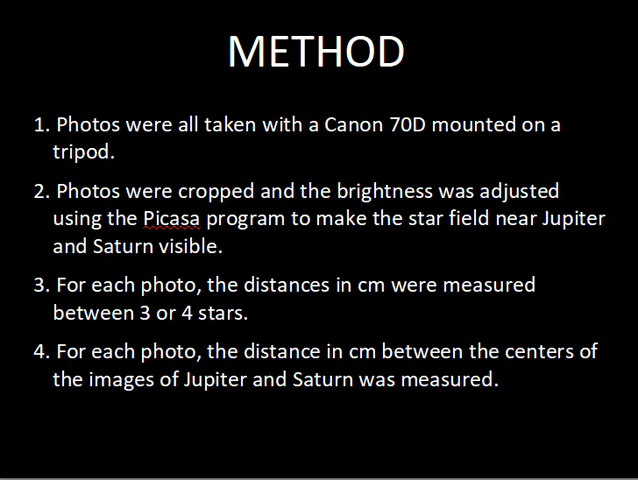 METHOD
1. Photos were all taken with a Canon 70D mounted on a
tripod.
2. Photos were cropped and the brightness was adjusted
using the Picasa program to make the star field near Jupiter
and Saturn visible.
3. For each photo, the distances in cm were measured
between 3 or 4 stars.
4. For each photo, the distance in cm between the centers of
the images of Jupiter and Saturn was measured.